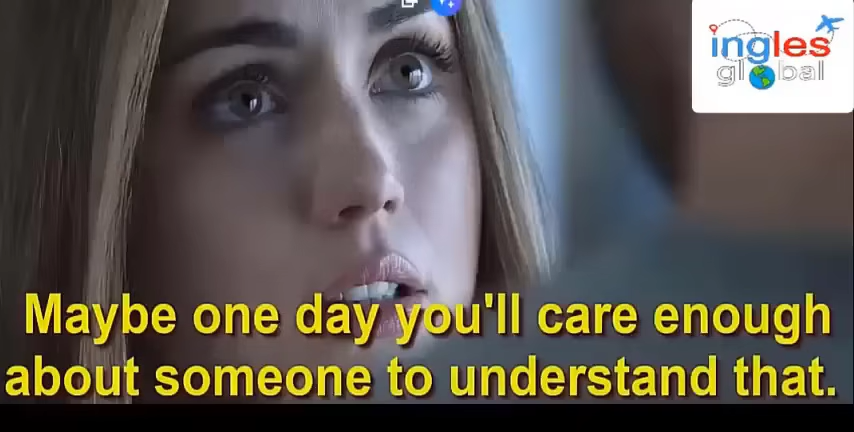 ingles
global
Maybe one day you'll care enough
about someone to understand that.